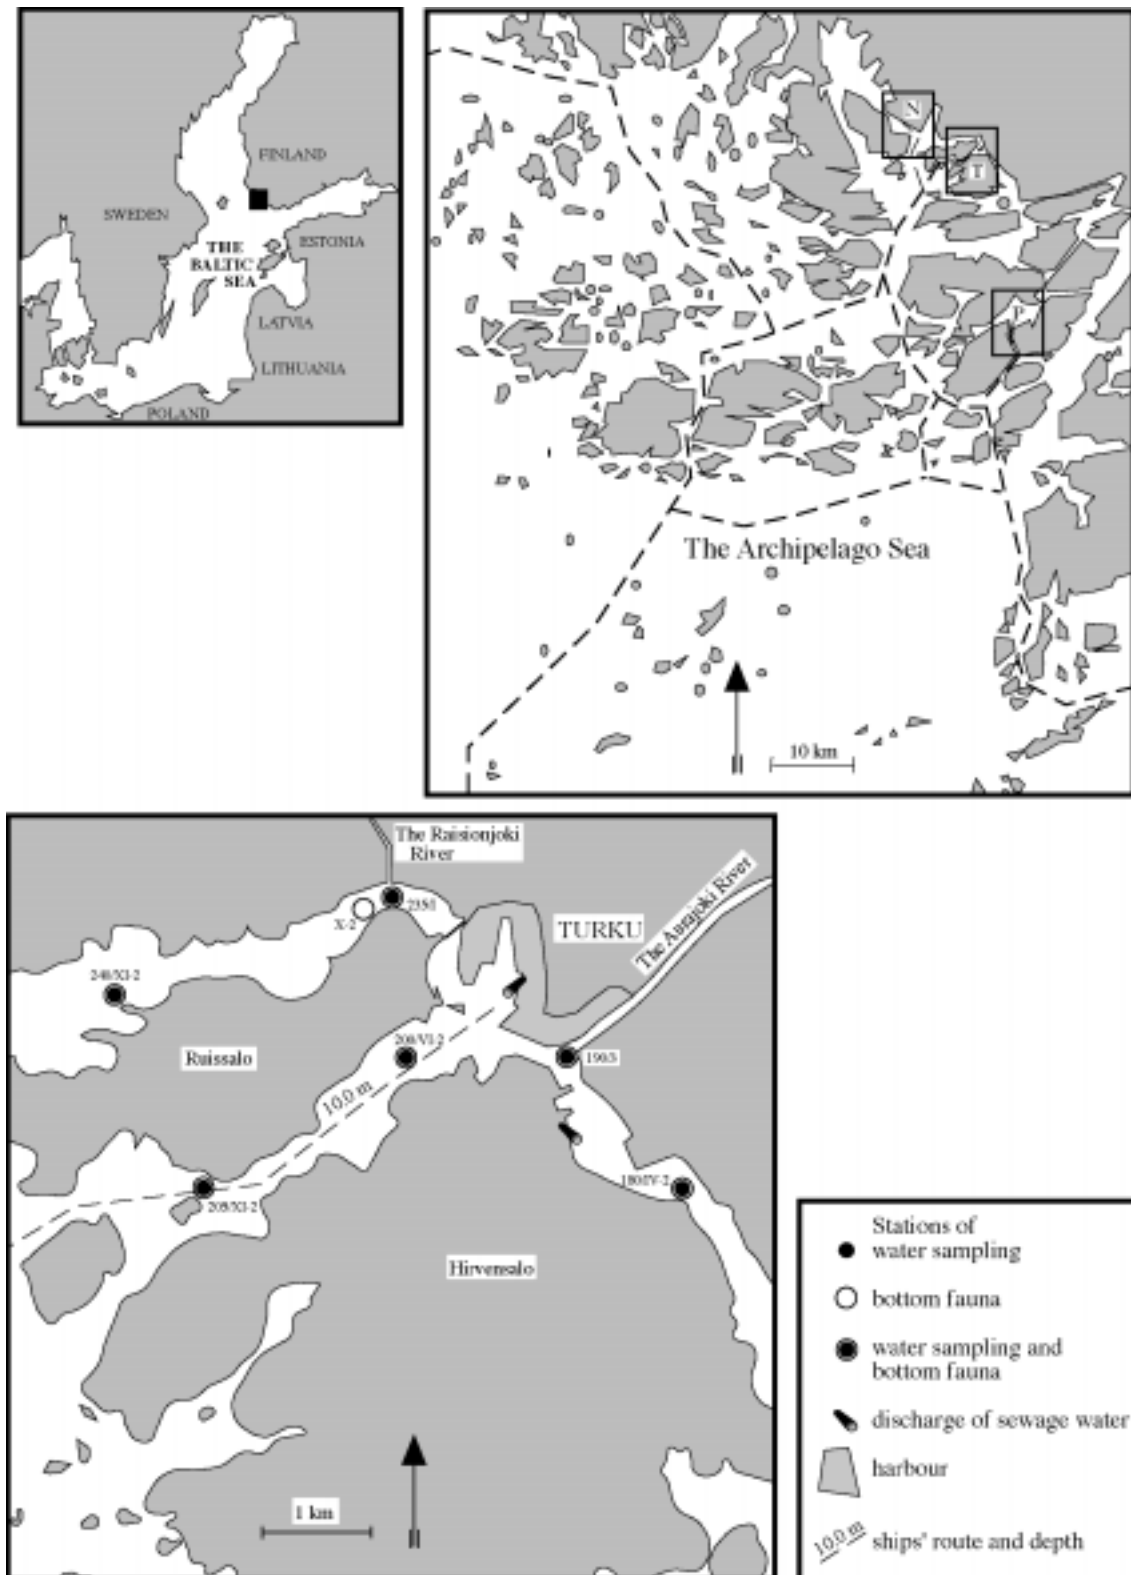 FINLAND
SWEDEN
ESTONIA
THE
BALTIC
SEA
LATVIA
LITHUANIA
POLAND
N
T
P
The Archipelago Sea
10 km
The Raisionjoki
River
X-2
TURKU
The Aurajoki River
240/XI-2
200/VI-2
190/3
Ruissalo
10,0 m
180/IV-2
205/XI-2
Hirvensalo
1 km
Stations of
water sampling
bottom fauna
water sampling and
bottom fauna
discharge of sewage water
harbour
10,0 m
ships' route and depth